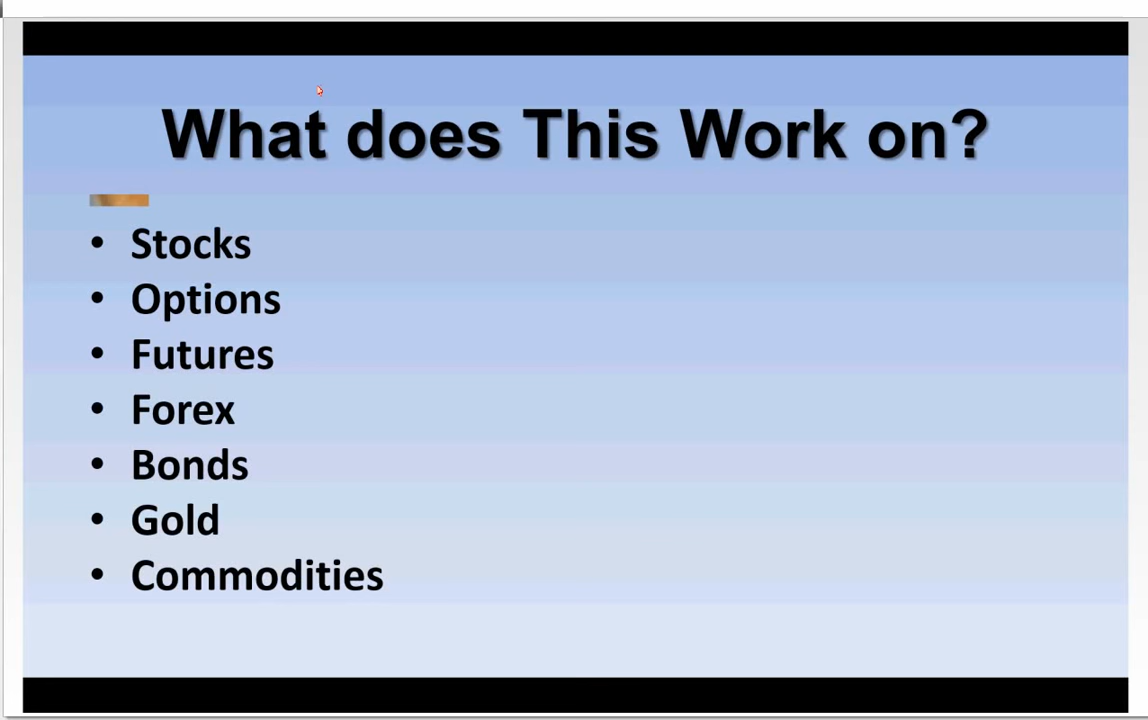 What does This Work on?
• Stocks
• Options
• Futures
• Forex
• Bonds
• Gold
• Commodities